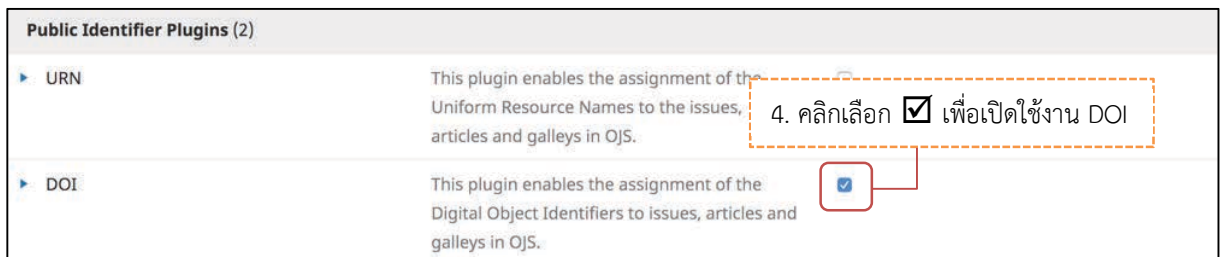 Public Identifier Plugins (2)
URN
This plugin enables the assignment of the
Uniform Resource Names to the issues,
articles and galleys in OJS.
4. คลิกเลือก ☑ เพื่อเปิดใช้งาน DOI
DOI
This plugin enables the assignment of the
Digital Object Identifiers to issues, articles and
galleys in OJS.